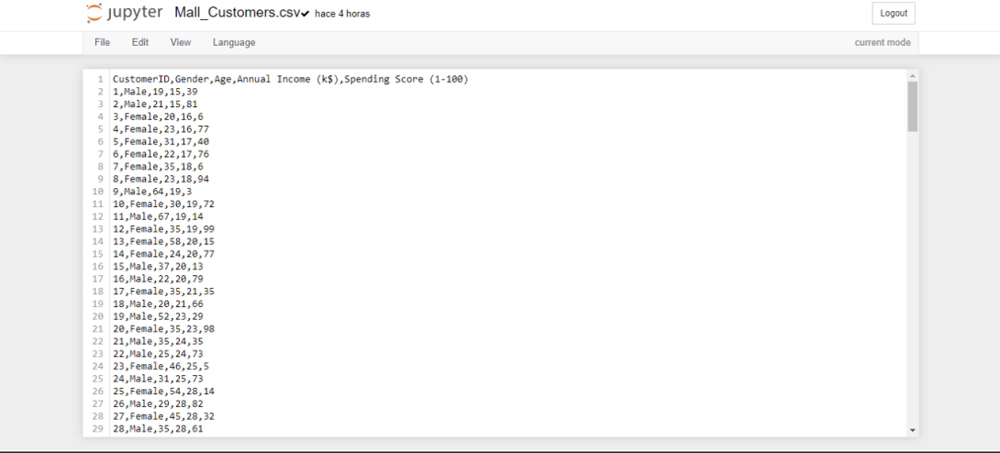 jupyter Mall_Customers.csv✔ hace 4 horas
Logout
File Edit View Language current mode
1 CustomerID,Gender,Age,Annual Income (k$),Spending Score (1-100)
2 1,Male,19,15,39
3 2,Male,21,15,81
4 3,Female,20,16,6
5 4,Female,23,16,77
6 5,Female,31,17,40
7 6,Female,22,17,76
8 7,Female,35,18,6
9 8,Female,23,18,94
10 9,Male,64,19,3
11 10,Female,30,19,72
12 11,Male,67,19,14
13 12,Female,35,19,99
14 13,Female,58,20,15
15 14,Female,24,20,77
16 15,Male,37,20,13
17 16,Male,22,20,79
18 17,Female,35,21,35
19 18,Male,20,21,66
20 19,Male,52,23,29
21 20,Female,35,23,98
22 21,Male,35,24,35
23 22,Male,25,24,73
24 23,Female,46,25,5
25 24,Male,31,25,73
26 25,Female,54,28,14
27 26,Male,29,28,82
28 27,Female,45,28,32
29 28,Male,35,28,61